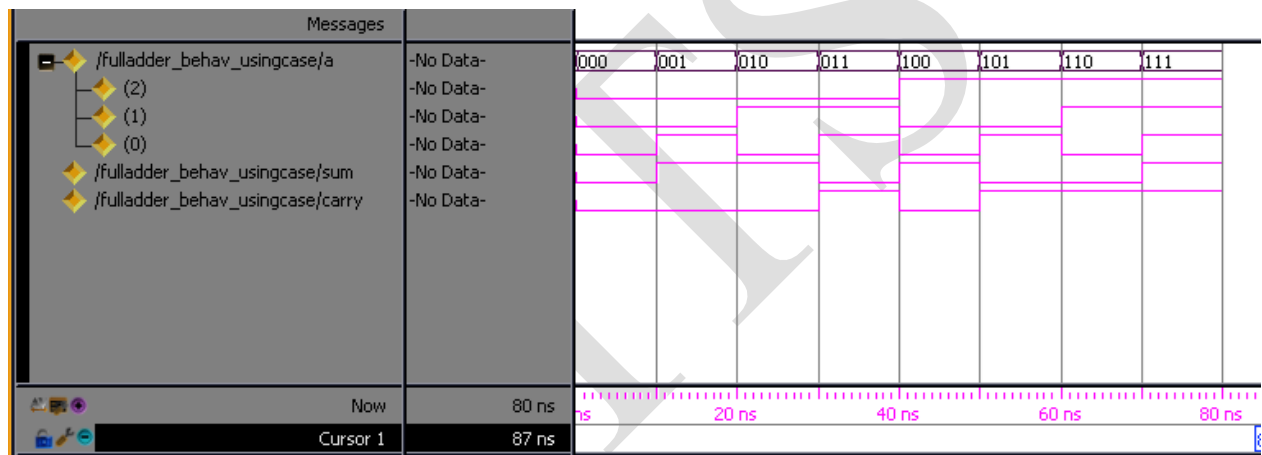 Messages
/fulladder_behav_usingcase/a -No Data- 000 001 010 011 100 101 110 111
(2) -No Data-
(1) -No Data-
(0) -No Data-
/fulladder_behav_usingcase/sum -No Data-
/fulladder_behav_usingcase/carry -No Data-
Now 80 ns ns 20 ns 40 ns 60 ns 80 ns
Cursor 1 87 ns